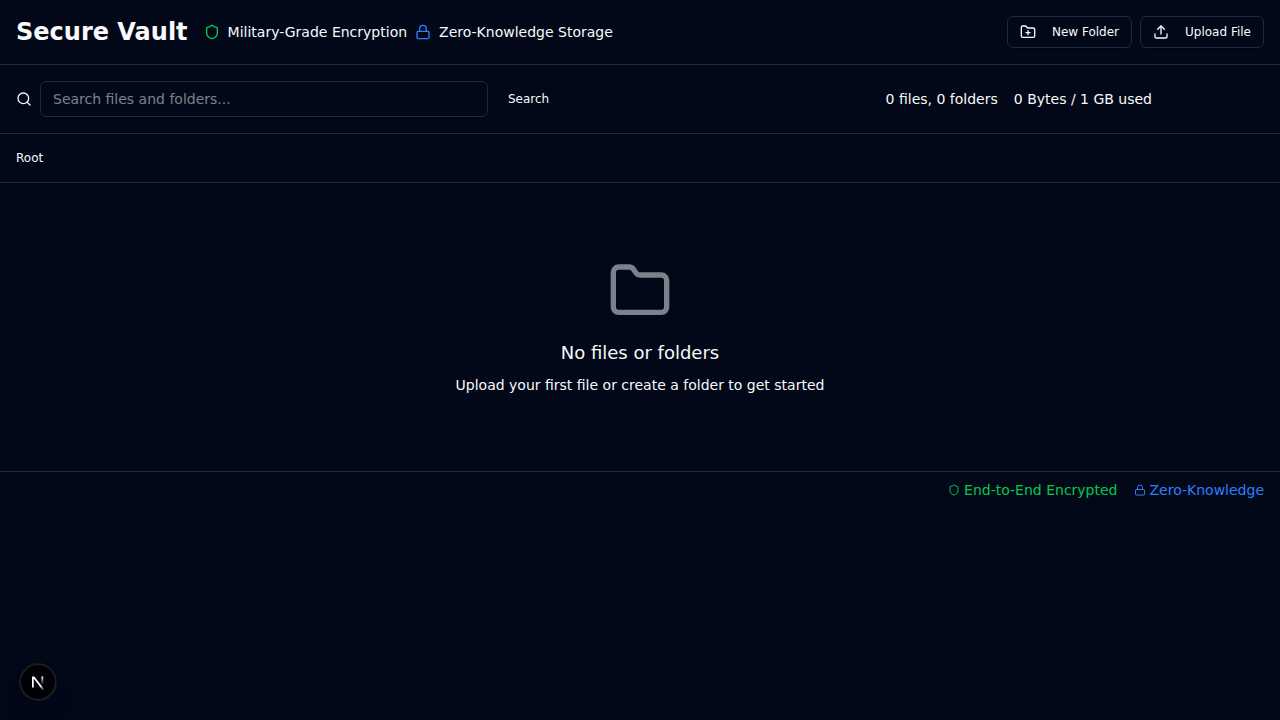 Secure Vault Military-Grade Encryption Zero-Knowledge Storage New Folder Upload File
Search files and folders... Search 0 files, 0 folders 0 Bytes / 1 GB used
Root
No files or folders
Upload your first file or create a folder to get started
End-to-End Encrypted Zero-Knowledge
N